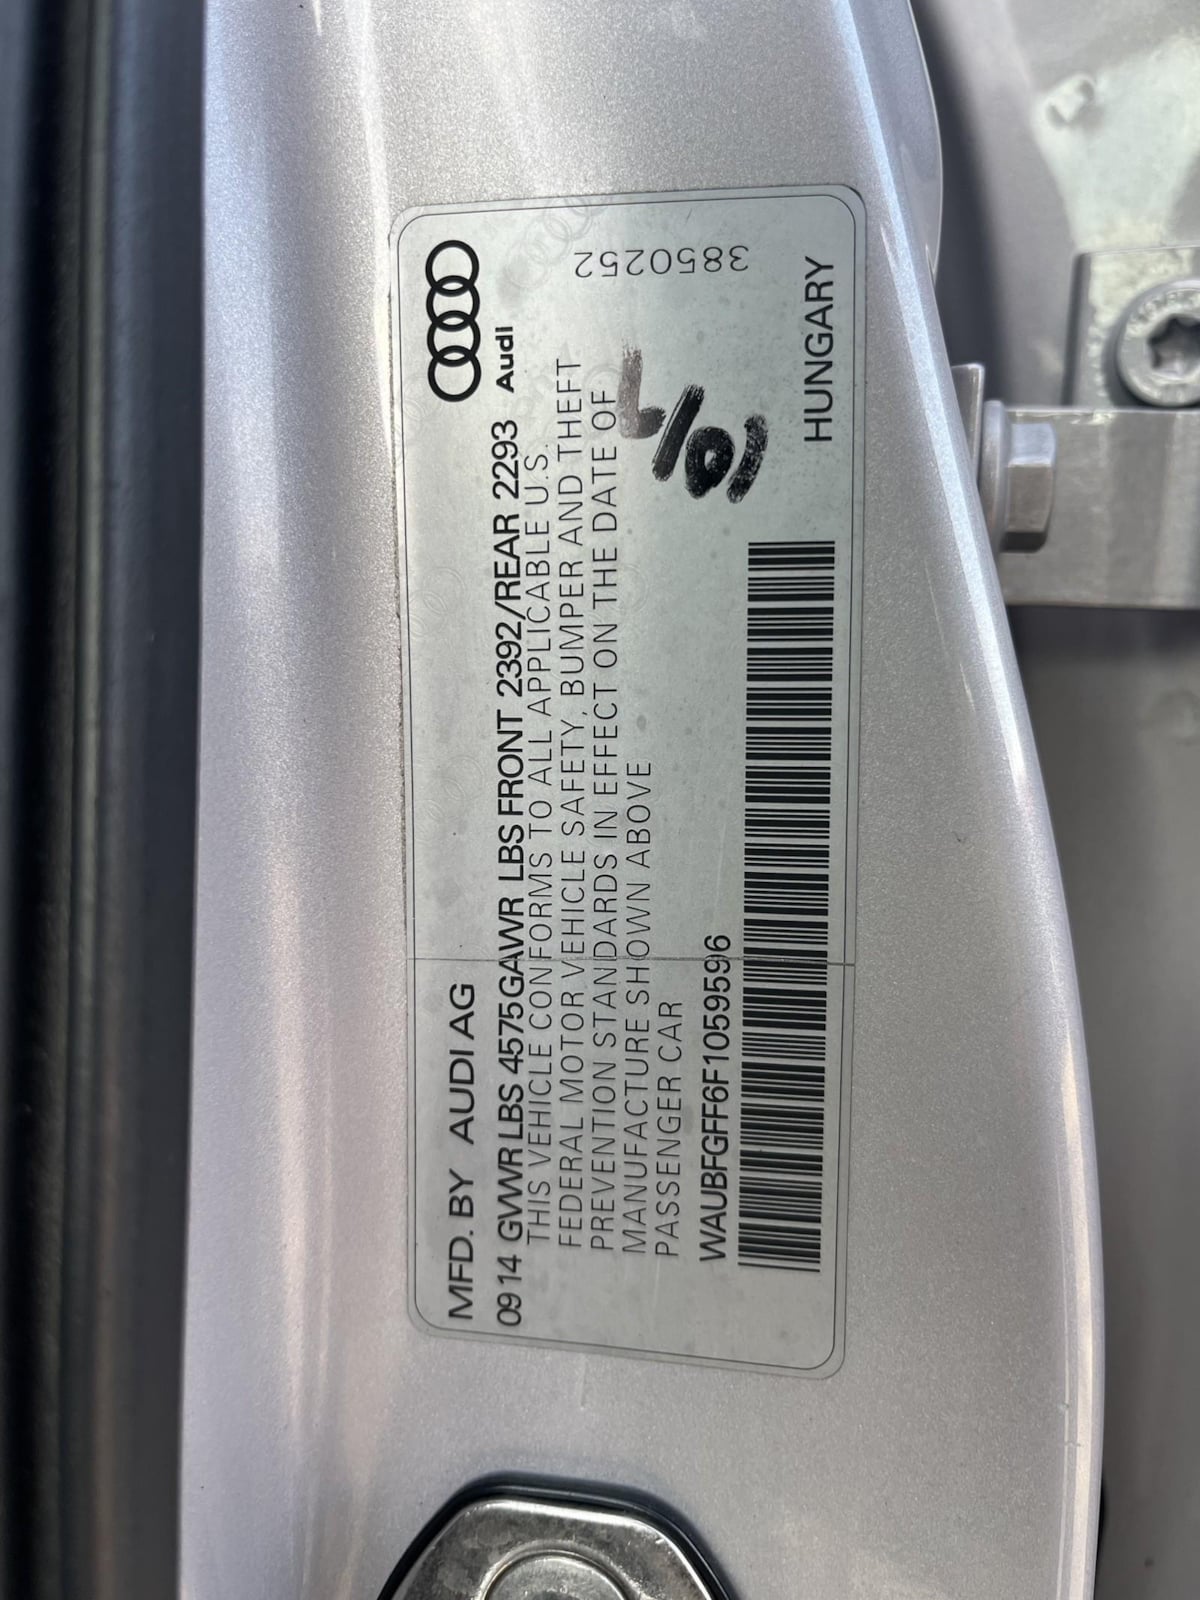 MFD. BY AUDI AG
Audi
0914 GVWR LBS 4575 GAWR LBS FRONT 2392/REAR 2293
THIS VEHICLE CONFORMS TO ALL APPLICABLE U.S.
FEDERAL MOTOR VEHICLE SAFETY, BUMPER AND THEFT
PREVENTION STANDARDS IN EFFECT ON THE DATE OF
MANUFACTURE SHOWN ABOVE
PASSENGER CAR
WAUBFGFF6F1059596
HUNGARY
3850252